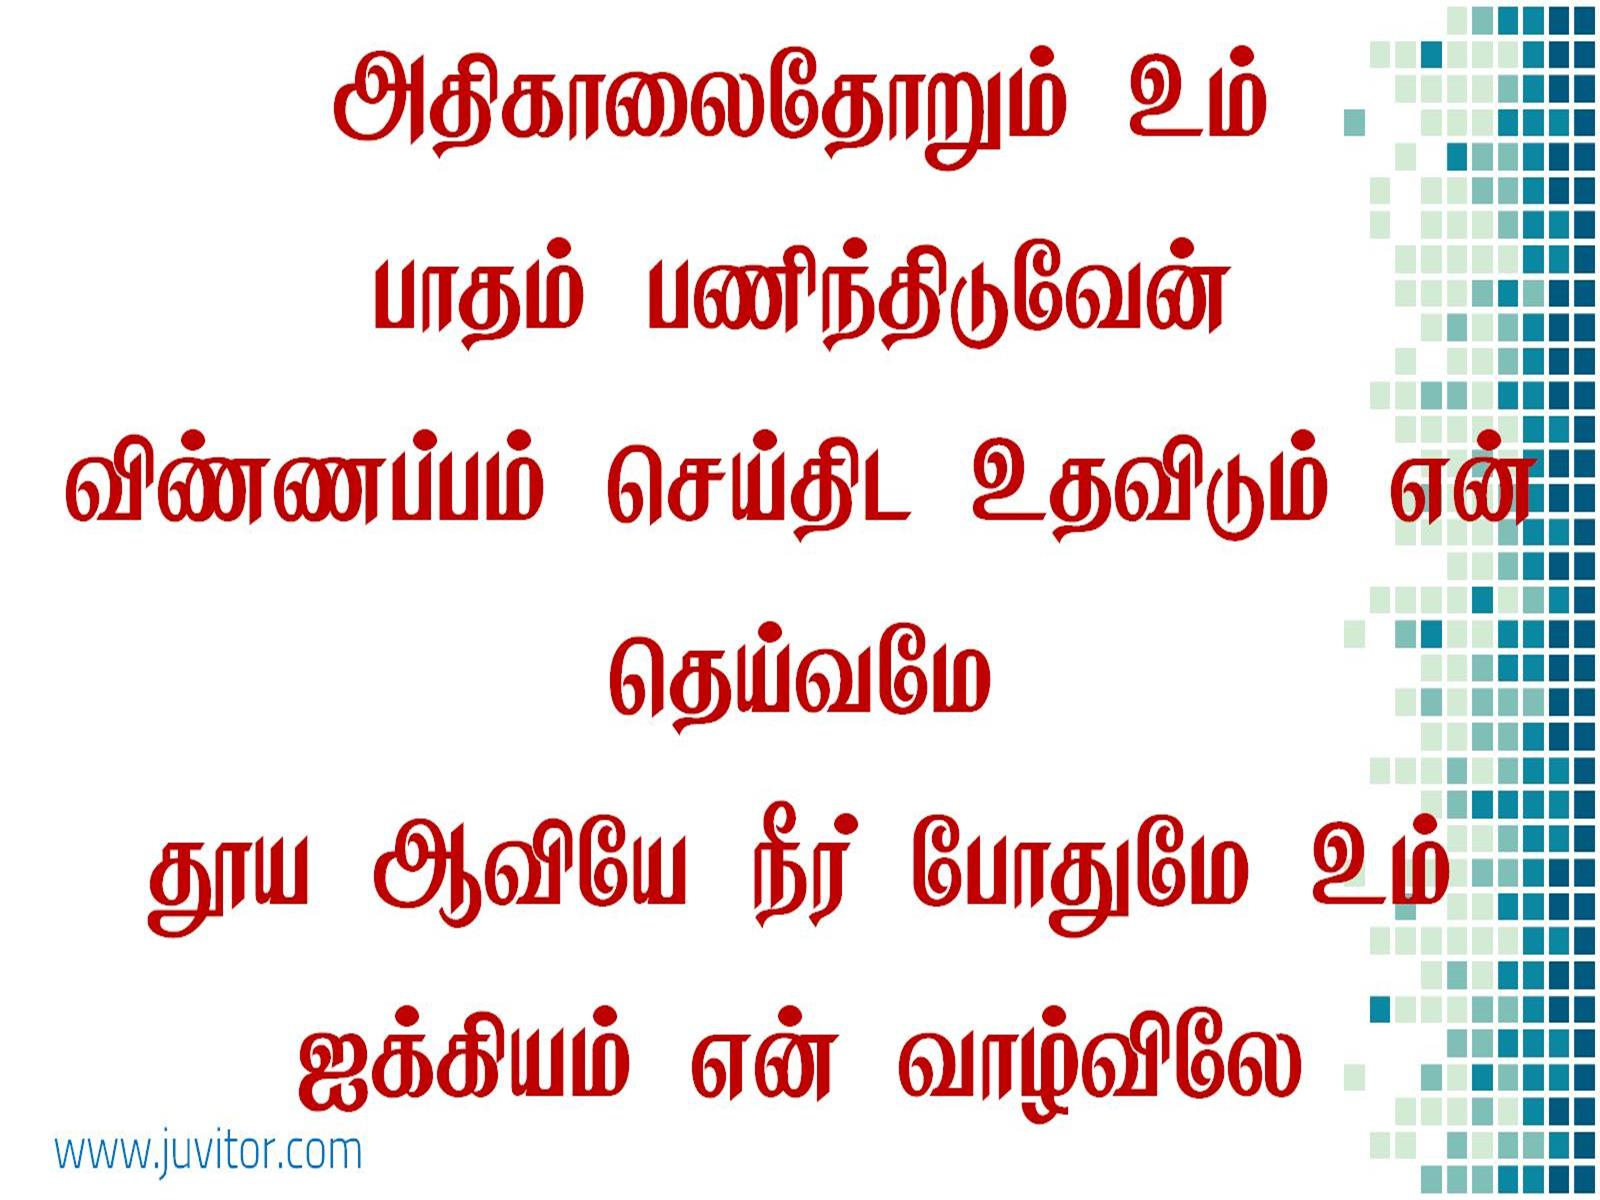 அதிகாலைதோறும் உம்
பாதம் பணிந்திடுவேன்
விண்ணப்பம் செய்திட உதவிடும் என்
தெய்வமே
தூய ஆவியே நீர் போதுமே உம்
ஐக்கியம் என் வாழ்விலே
www.juvitor.com